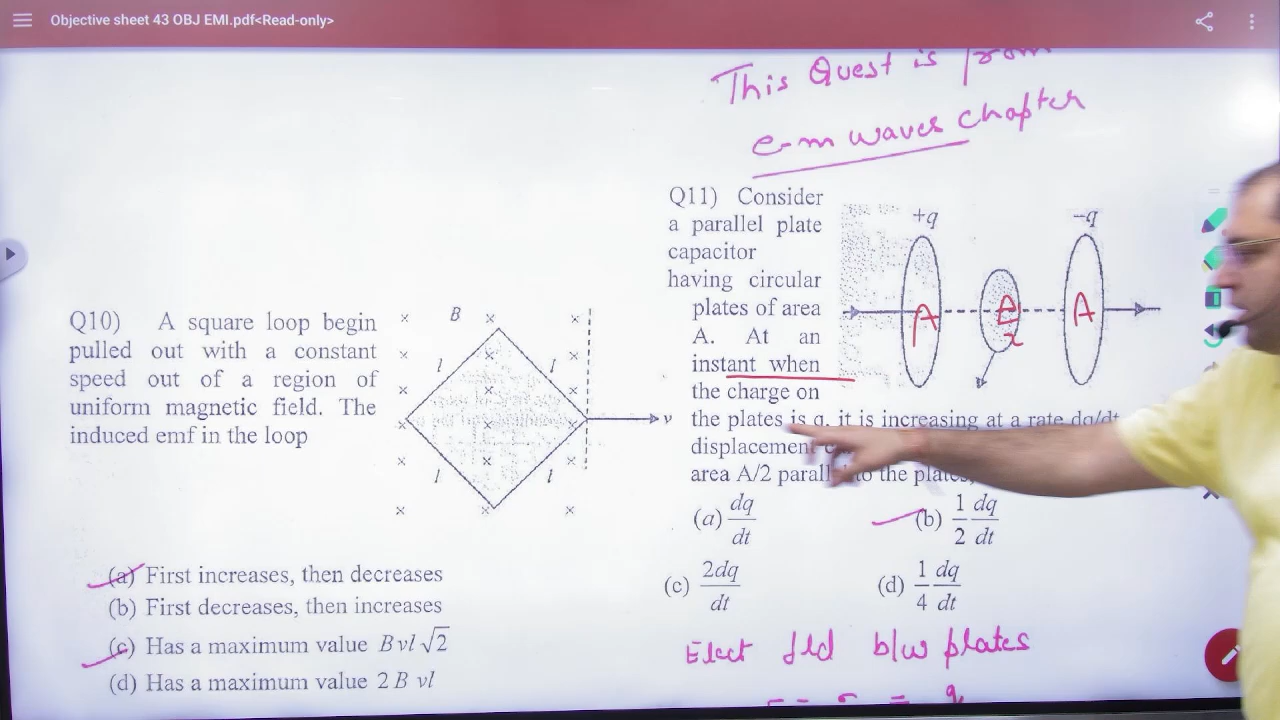 Objective sheet 43 OBJ EMI.pdf<Read-only>
This Quest is from
e-m waves chapter
Q10) A square loop begin
pulled out with a constant
speed out of a region of
uniform magnetic field. The
induced emf in the loop
B
l
l
v
l
l
(a) First increases, then decreases
(b) First decreases, then increases
(c) Has a maximum value Bvl√2
(d) Has a maximum value 2 B vl
Q11) Consider
a parallel plate
capacitor
having circular
plates of area
A. At an
instant when
the charge on
the plates is q, it is increasing at a rate dq/dt
displacement
area A/2 parallel to the plates,
+q
-q
A
A
x
A
(a) dq/dt
(b) 1/2 dq/dt
(c) 2dq/dt
(d) 1/4 dq/dt
Elect fld b/w plates